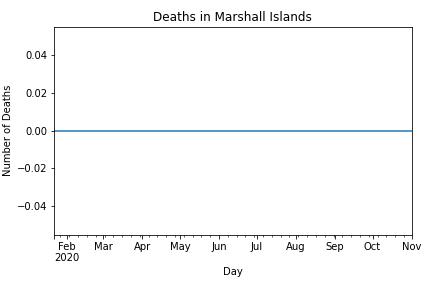 Deaths in Marshall Islands
Number of Deaths
0.04
0.02
0.00
−0.02
−0.04
Feb Mar Apr May Jun Jul Aug Sep Oct Nov
2020
Day